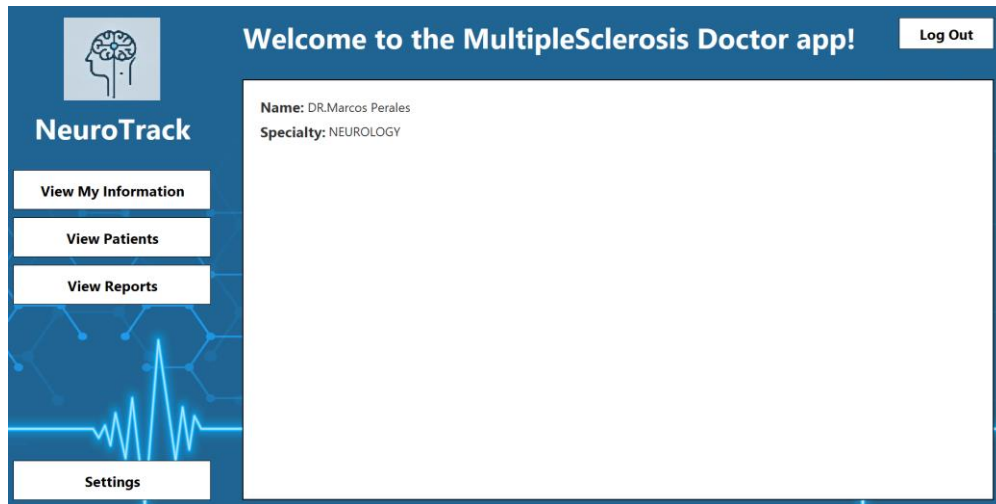 Welcome to the MultipleSclerosis Doctor app!
Log Out
NeuroTrack
View My Information
View Patients
View Reports
Settings
Name: DR.Marcos Perales
Specialty: NEUROLOGY